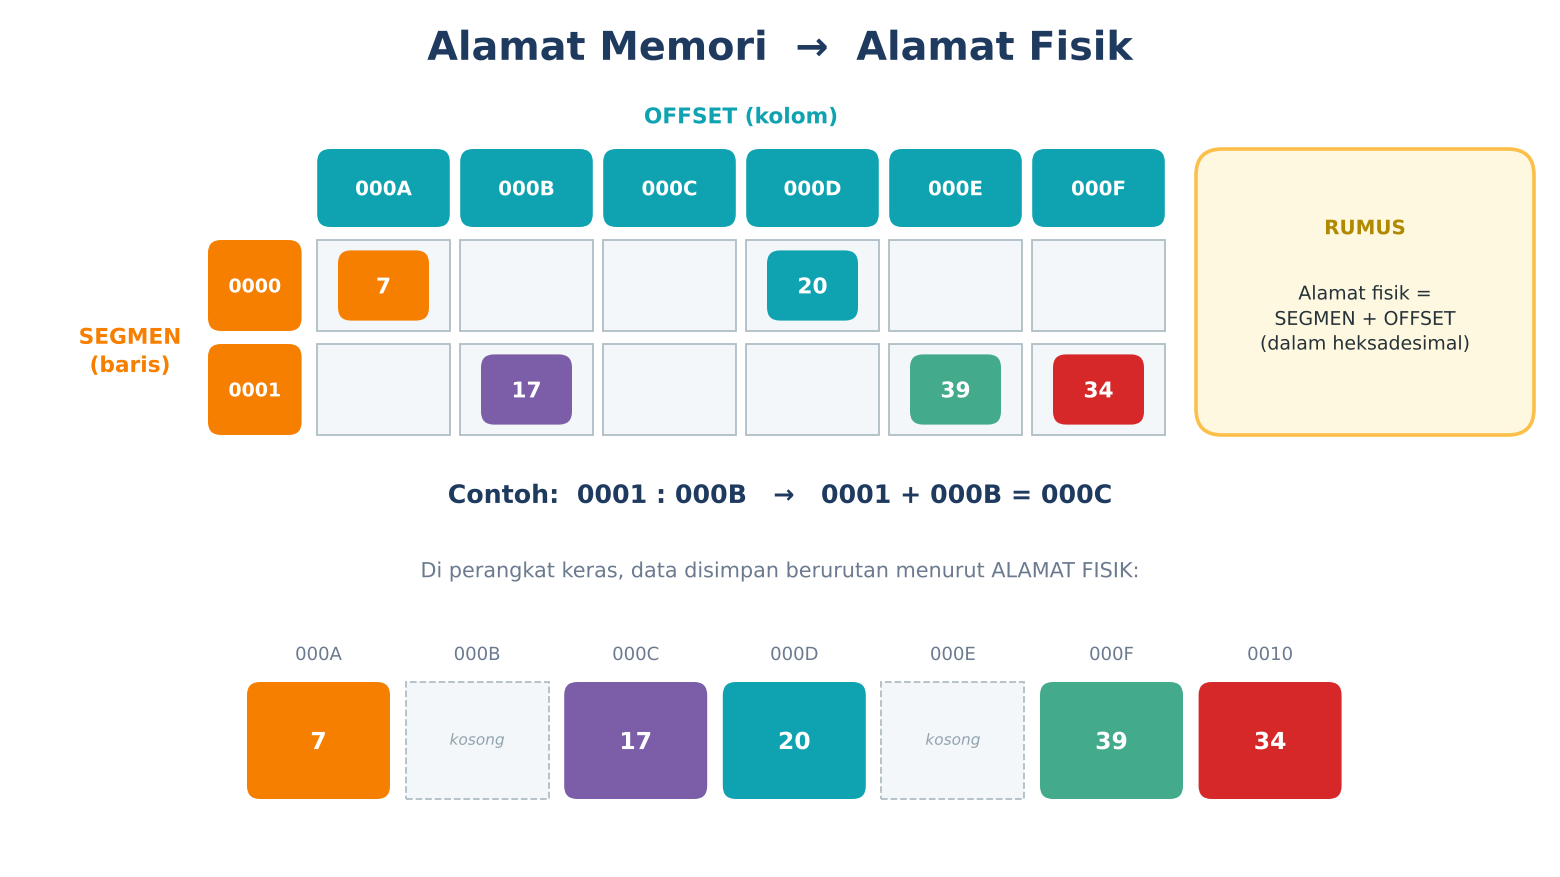 Alamat Memori → Alamat Fisik
OFFSET (kolom)
000A 000B 000C 000D 000E 000F
0000 7 20
SEGMEN
(baris)
0001 17 39 34
RUMUS
Alamat fisik =
SEGMEN + OFFSET
(dalam heksadesimal)
Contoh: 0001 : 000B → 0001 + 000B = 000C
Di perangkat keras, data disimpan berurutan menurut ALAMAT FISIK:
000A 000B 000C 000D 000E 000F 0010
7 kosong 17 20 kosong 39 34